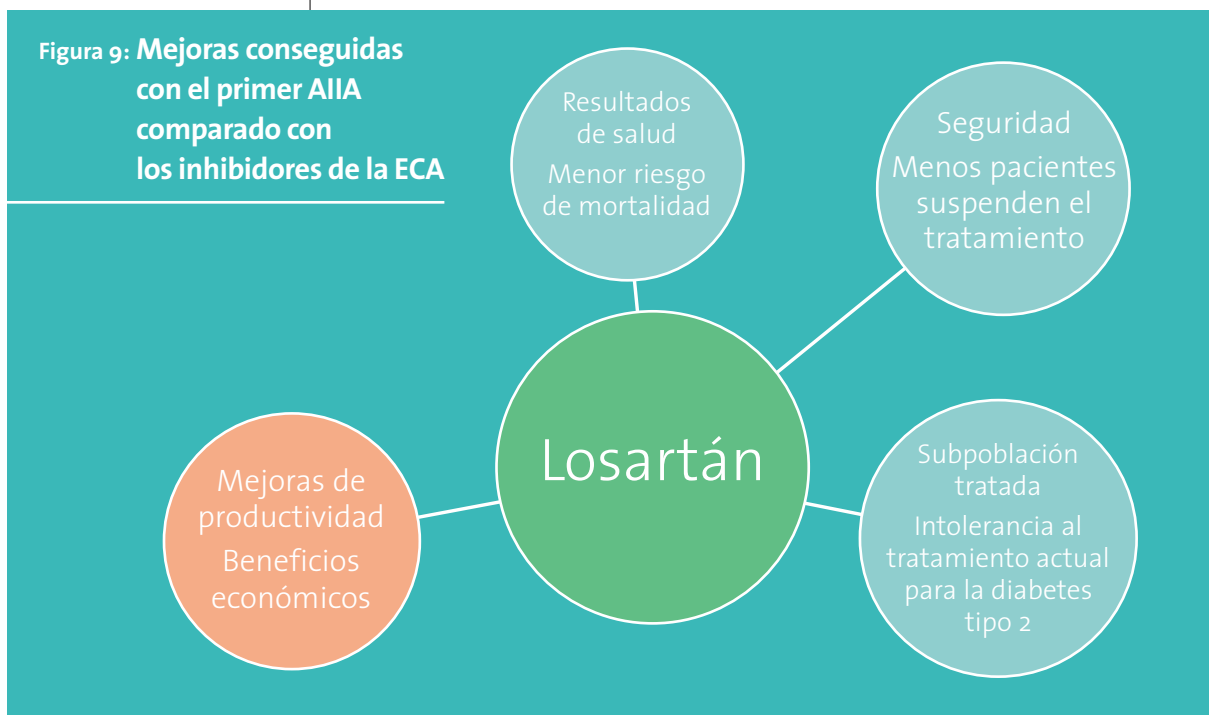 Figura 9: Mejoras conseguidas
con el primer AIIA
comparado con
los inhibidores de la ECA
Resultados
de salud
Menor riesgo
de mortalidad
Seguridad
Menos pacientes
suspenden el
tratamiento
Losartán
Mejoras de
productividad
Beneficios
económicos
Subpoblación
tratada
Intolerancia al
tratamiento actual
para la diabetes
tipo 2